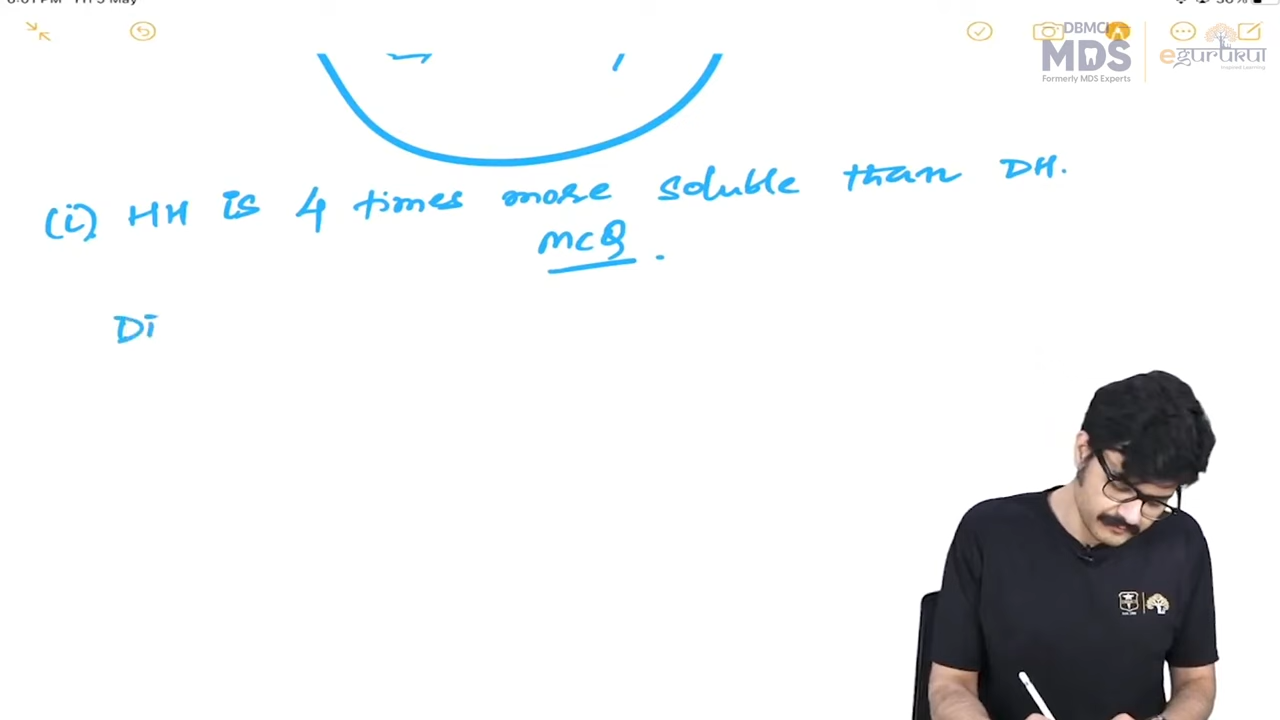 DBMCI
MDS
Formerly MDS Experts
egurukul
(i) HH is 4 times more soluble than DH.
MCQ.
Di